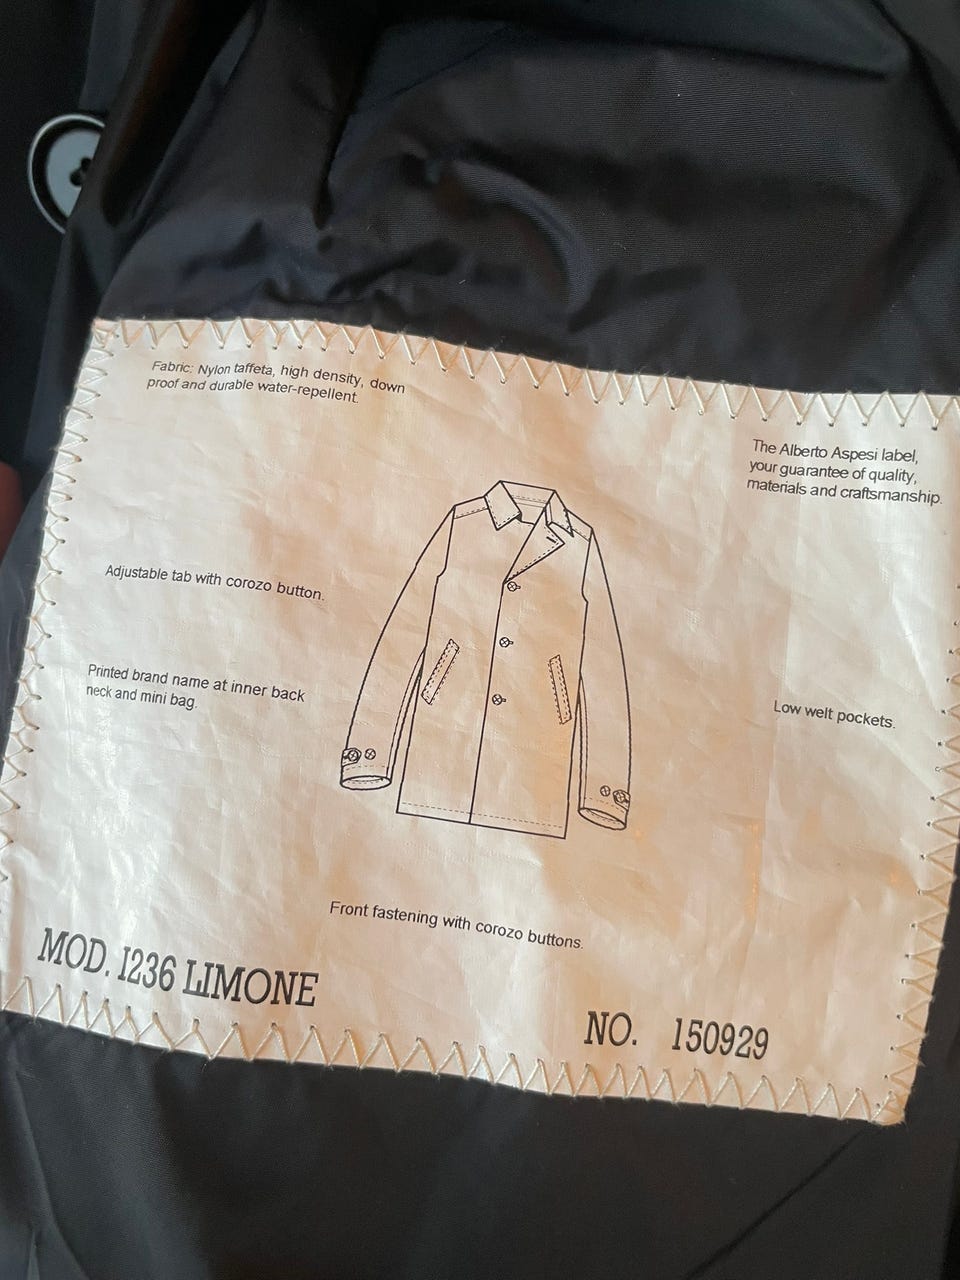 Fabric: Nylon taffeta, high density, down
proof and durable water-repellent.
The Alberto Aspesi label,
your guarantee of quality,
materials and craftsmanship.
Adjustable tab with corozo button.
Printed brand name at inner back
neck and mini bag.
Low welt pockets.
Front fastening with corozo buttons.
MOD. I236 LIMONE
NO. 150929